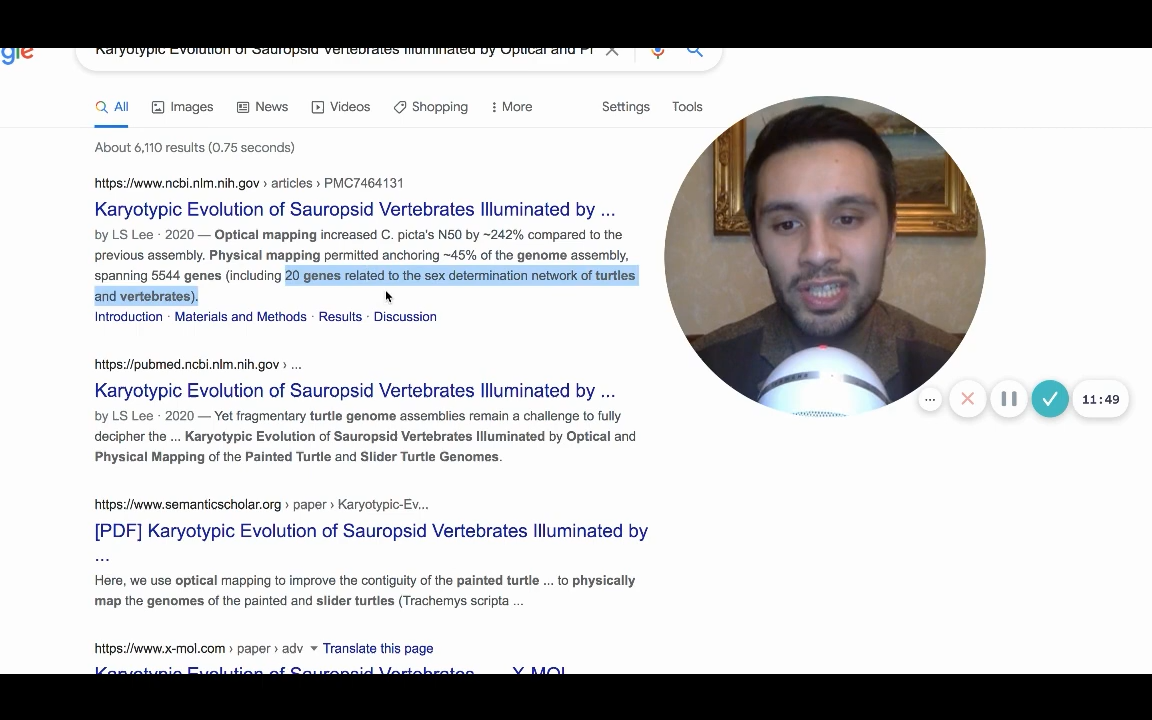 gle Karyotypic Evolution of Sauropsid Vertebrates Illuminated by Optical and P
All Images News Videos Shopping More Settings Tools
About 6,110 results (0.75 seconds)
https://www.ncbi.nlm.nih.gov › articles › PMC7464131
Karyotypic Evolution of Sauropsid Vertebrates Illuminated by ...
by LS Lee · 2020 — Optical mapping increased C. picta's N50 by ~242% compared to the
previous assembly. Physical mapping permitted anchoring ~45% of the genome assembly,
spanning 5544 genes (including 20 genes related to the sex determination network of turtles
and vertebrates).
Introduction · Materials and Methods · Results · Discussion
https://pubmed.ncbi.nlm.nih.gov › ...
Karyotypic Evolution of Sauropsid Vertebrates Illuminated by ...
by LS Lee · 2020 — Yet fragmentary turtle genome assemblies remain a challenge to fully
decipher the ... Karyotypic Evolution of Sauropsid Vertebrates Illuminated by Optical and
Physical Mapping of the Painted Turtle and Slider Turtle Genomes.
11:49
https://www.semanticscholar.org › paper › Karyotypic-Ev...
[PDF] Karyotypic Evolution of Sauropsid Vertebrates Illuminated by
...
Here, we use optical mapping to improve the contiguity of the painted turtle ... to physically
map the genomes of the painted and slider turtles (Trachemys scripta ...
https://www.x-mol.com › paper › adv Translate this page
Karyotypic Evolution of Sauropsid Vertebrates ... - X-MOL